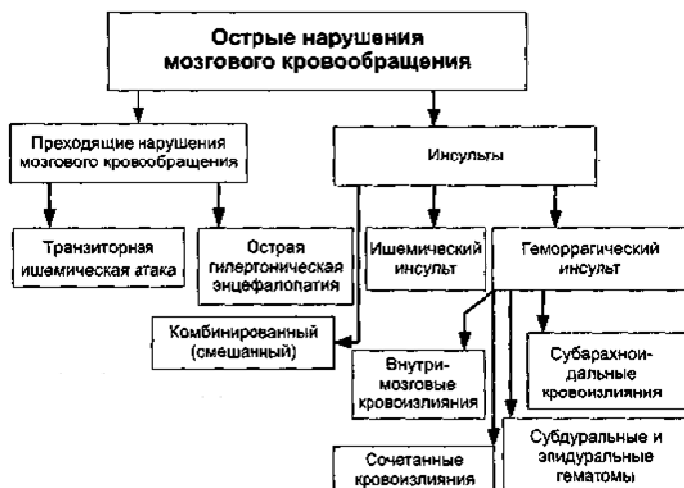 Острые нарушения
мозгового кровообращения
Преходящие нарушения
мозгового кровообращения
Инсульты
Транзиторная
ишемическая атака
Острая
гипертоническая
энцефалопатия
Ишемический
инсульт
Геморрагический
инсульт
Комбинированный
(смешанный)
Внутри-
мозговые
кровоизлияния
Субарахнои-
дальные
кровоизлияния
Сочетанные
кровоизлияния
Субдуральные и
эпидуральные
гематомы